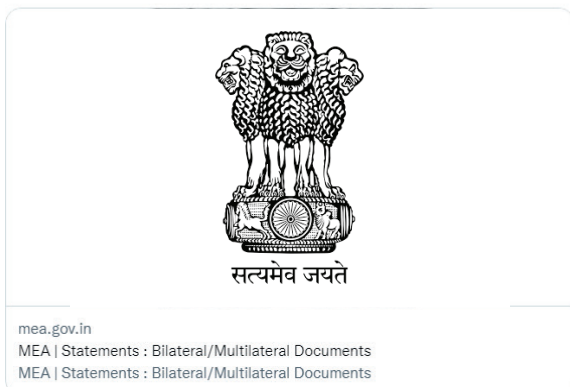 सत्यमेव जयते
mea.gov.in
MEA | Statements : Bilateral/Multilateral Documents
MEA | Statements : Bilateral/Multilateral Documents